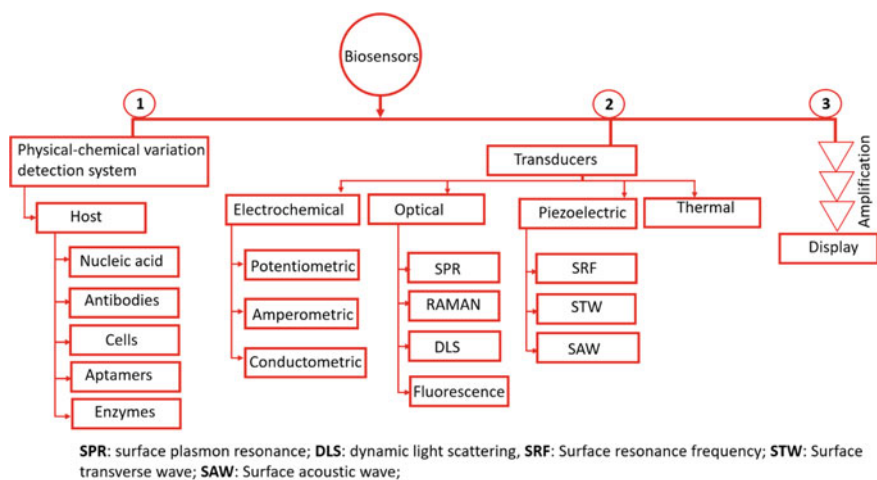 Biosensors
1
2
3
Physical-chemical variation
detection system
Host
Nucleic acid
Antibodies
Cells
Aptamers
Enzymes
Transducers
Electrochemical
Potentiometric
Amperometric
Conductometric
Optical
SPR
RAMAN
DLS
Fluorescence
Piezoelectric
SRF
STW
SAW
Thermal
Amplification
Display
SPR: surface plasmon resonance; DLS: dynamic light scattering, SRF: Surface resonance frequency; STW: Surface
transverse wave; SAW: Surface acoustic wave;